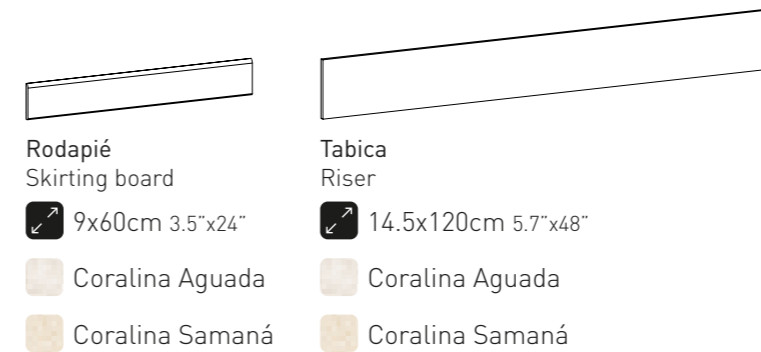 Rodapié
Skirting board
9x60cm 3.5”x24”
Coralina Aguada
Coralina Samaná
Tabica
Riser
14.5x120cm 5.7”x48”
Coralina Aguada
Coralina Samaná